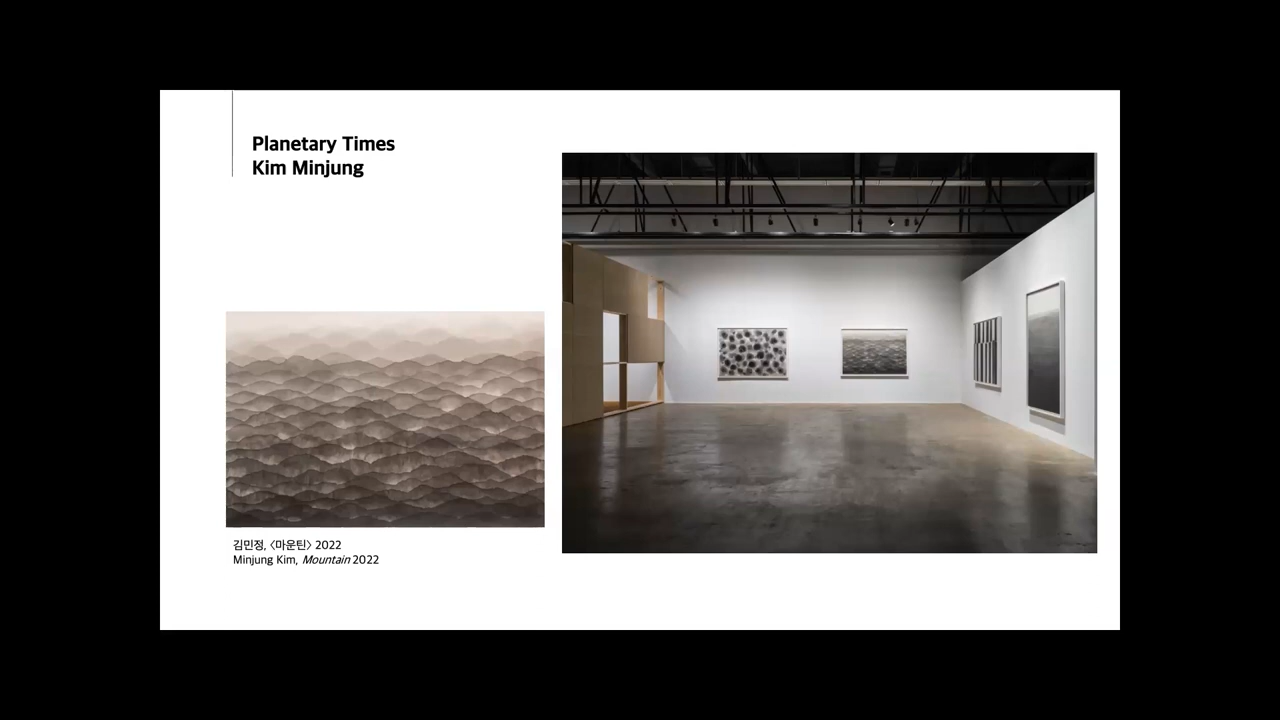 Planetary Times
Kim Minjung
김민정, 〈마운틴〉 2022
Minjung Kim, Mountain 2022